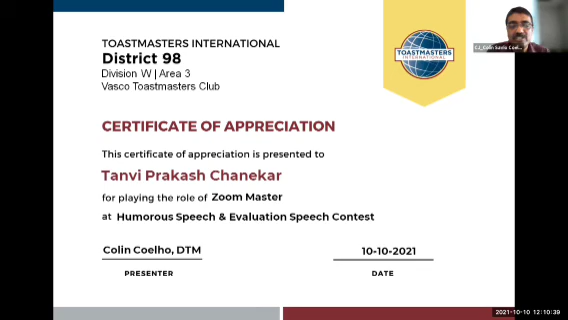 TOASTMASTERS INTERNATIONAL
District 98
Division W | Area 3
Vasco Toastmasters Club
TOASTMASTERS
INTERNATIONAL
CERTIFICATE OF APPRECIATION
This certificate of appreciation is presented to
Tanvi Prakash Chanekar
for playing the role of Zoom Master
at Humorous Speech & Evaluation Speech Contest
Colin Coelho, DTM
10-10-2021
PRESENTER
DATE
2021-10-10 12:10:39